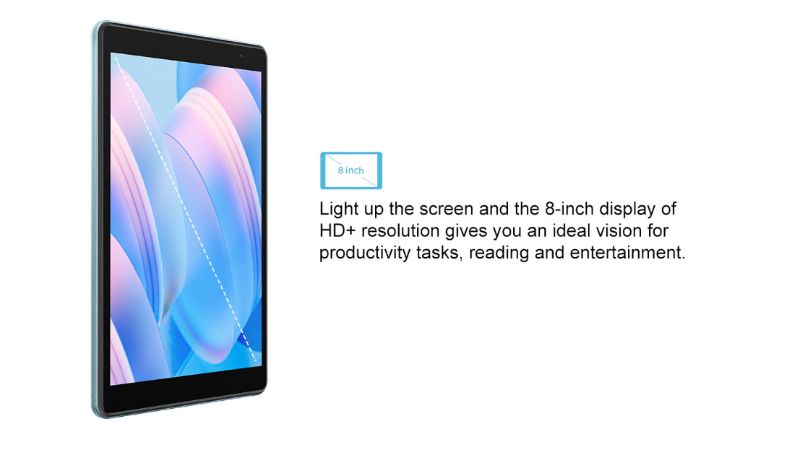 8 inch
Light up the screen and the 8-inch display of
HD+ resolution gives you an ideal vision for
productivity tasks, reading and entertainment.